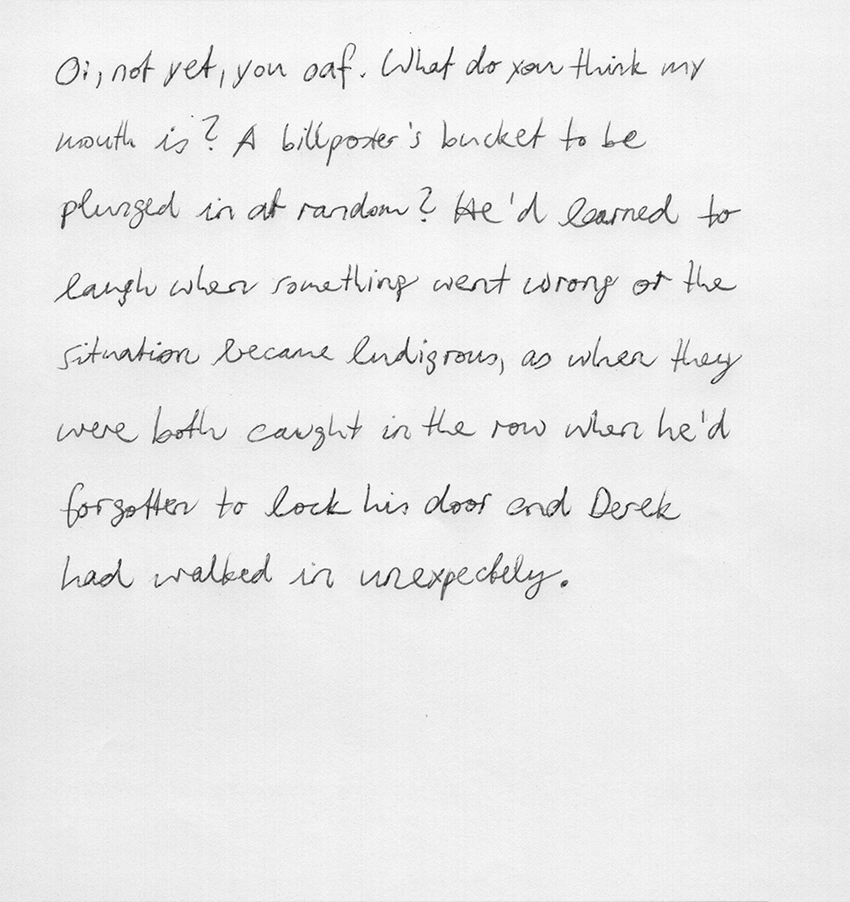 Oi, not yet, you oaf. What do you think my
mouth is? A billposter's bucket to be
plunged in at random? He'd learned to
laugh when something went wrong or the
situation became ludigrous, as when they
were both caught in the row when he'd
forgotten to lock his door and Derek
had walked in unexpectely.